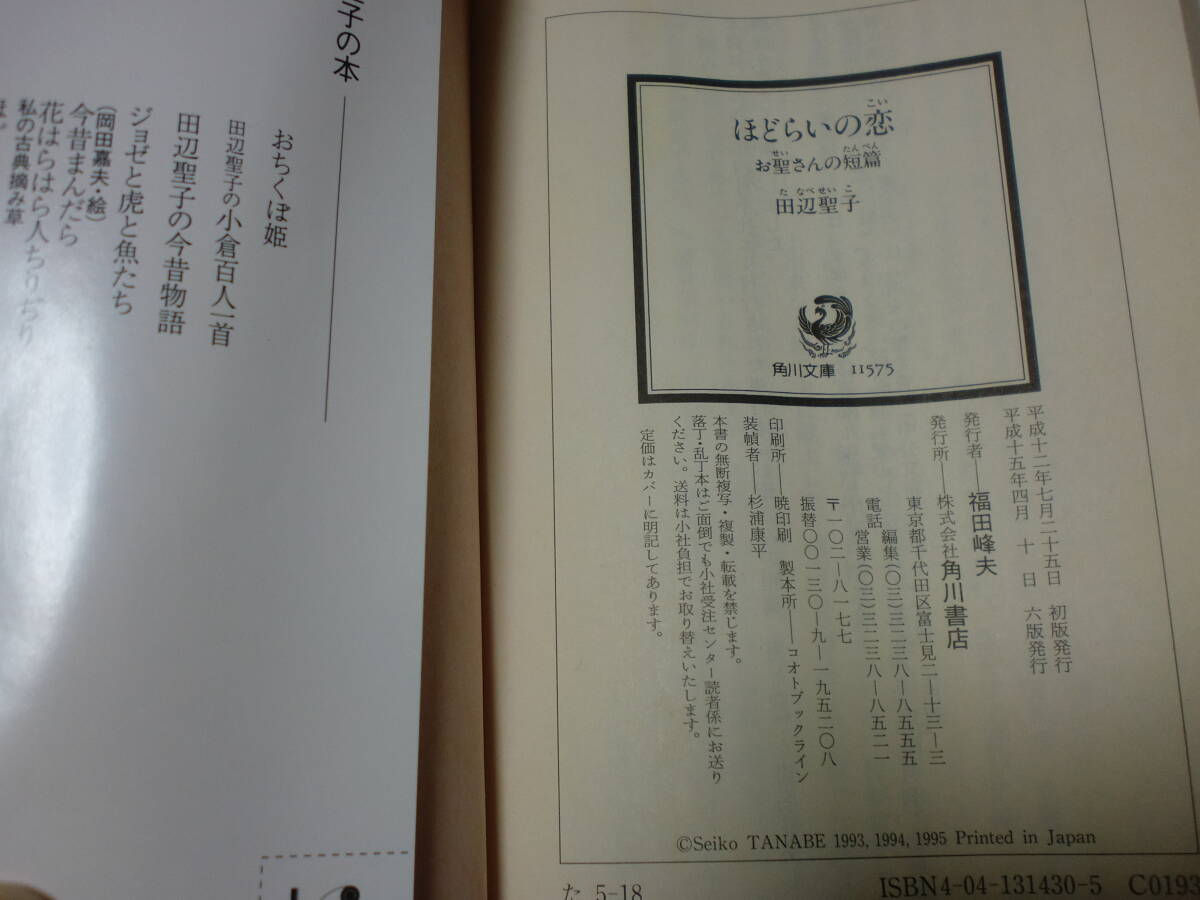 ほどらいの恋
お聖さんの短篇
田辺聖子
角川文庫 11575
平成十二年七月二十五日 初版発行
平成十五年四月 十 日 六版発行
発行者――福田峰夫
発行所――株式会社角川書店
東京都千代田区富士見二―十三―三
電話 編集(〇三)三二三八―八五五五
営業(〇三)三二三八―八五二一
〒一〇二―八一七七
振替〇〇一三〇―九―一九五二〇八
印刷所――暁印刷 製本所――コオトブックライン
装幀者――杉浦康平
本書の無断複写・複製・転載を禁じます。
落丁・乱丁本はご面倒でも小社受注センター読者係にお送り
ください。送料は小社負担でお取り替えいたします。
定価はカバーに明記してあります。
©Seiko TANABE 1993, 1994, 1995 Printed in Japan
た 5-18
ISBN4-04-131430-5 C0193
子の本
おちくぼ姫
田辺聖子の小倉百人一首
田辺聖子の今昔物語
ジョゼと虎と魚たち
(岡田嘉夫・絵)
今昔まんだら
花はらはら人ちりぢり
私の古典摘み草